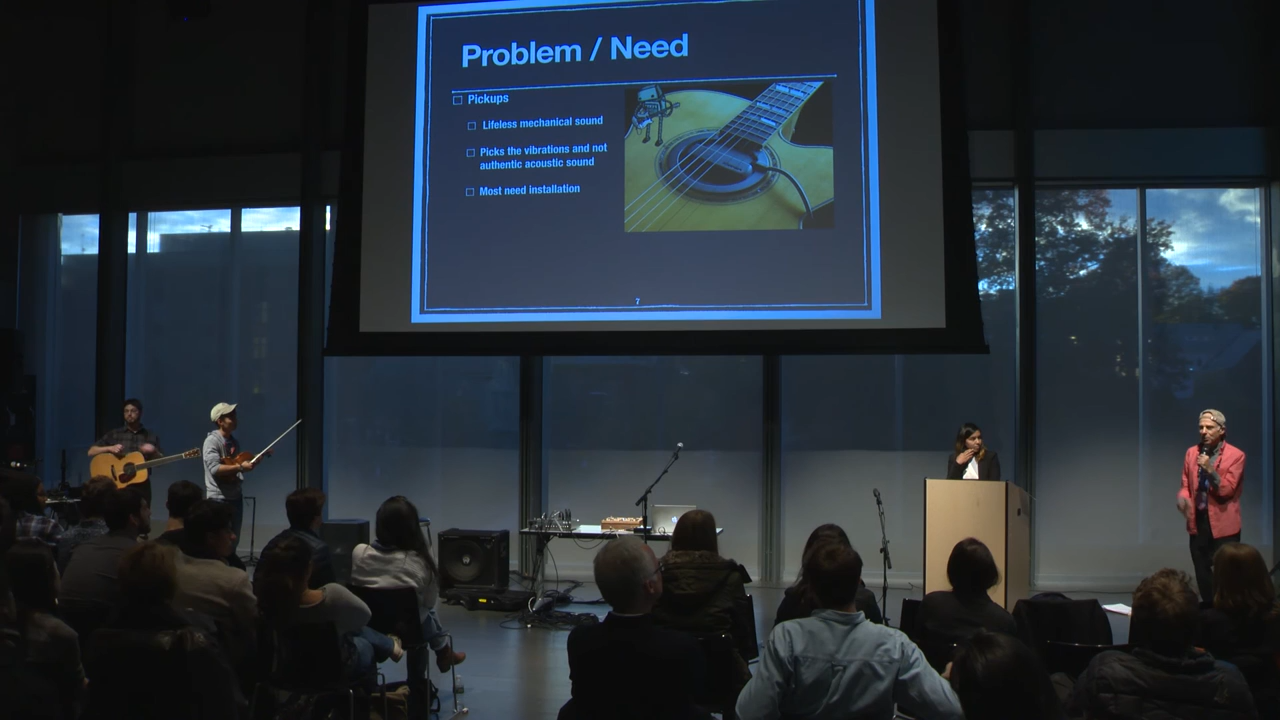 Problem / Need
Pickups
Lifeless mechanical sound
Picks the vibrations and not
authentic acoustic sound
Most need installation
7